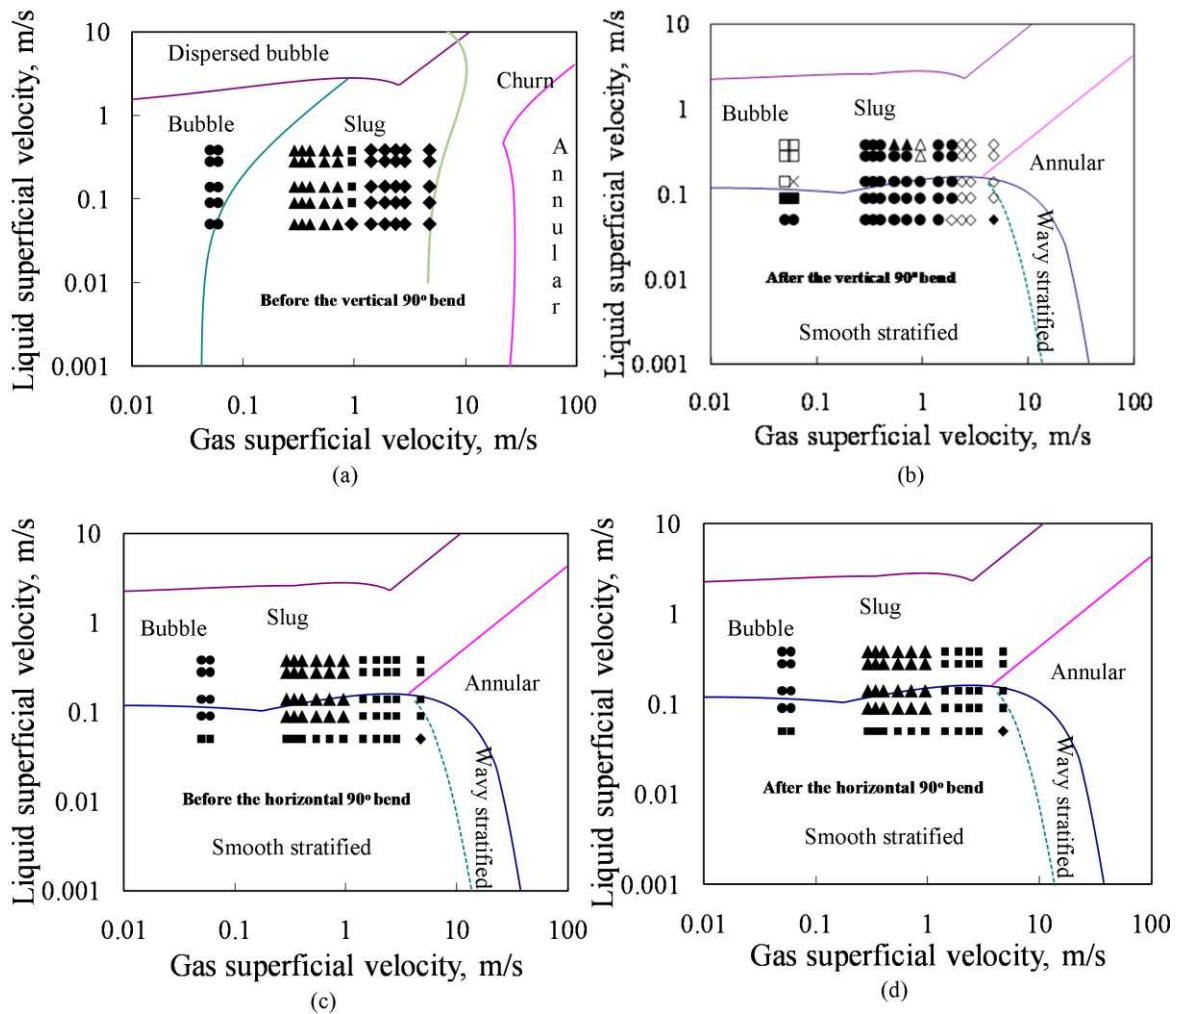 Liquid superficial velocity, m/s
10
1
0.1
0.01
0.001
Dispersed bubble
Bubble
Slug
Churn
Annular
Before the vertical 90° bend
0.01 0.1 1 10 100
Gas superficial velocity, m/s
(a)
Liquid superficial velocity, m/s
10
1
0.1
0.01
0.001
Bubble
Slug
Annular
Wavy stratified
After the vertical 90° bend
Smooth stratified
0.01 0.1 1 10 100
Gas superficial velocity, m/s
(b)
Liquid superficial velocity, m/s
10
1
0.1
0.01
0.001
Bubble
Slug
Annular
Wavy stratified
Before the horizontal 90° bend
Smooth stratified
0.01 0.1 1 10 100
Gas superficial velocity, m/s
(c)
Liquid superficial velocity, m/s
10
1
0.1
0.01
0.001
Bubble
Slug
Annular
Wavy stratified
After the horizontal 90° bend
Smooth stratified
0.01 0.1 1 10 100
Gas superficial velocity, m/s
(d)